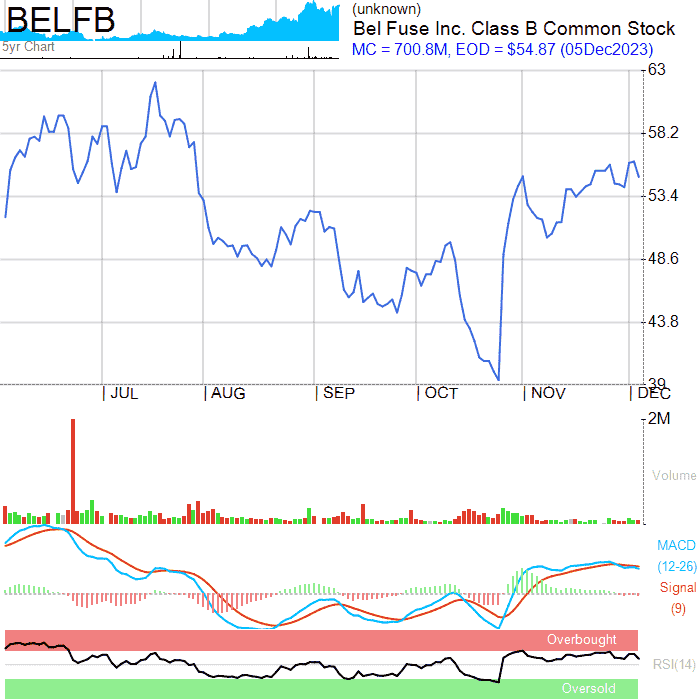 BELFB
5yr Chart
(unknown)
Bel Fuse Inc. Class B Common Stock
MC = 700.8M, EOD = $54.87 (05Dec2023)
63
58.2
53.4
48.6
43.8
39
JUL
AUG
SEP
OCT
NOV
DEC
2M
Volume
MACD
(12-26)
Signal
(9)
Overbought
RSI(14)
Oversold